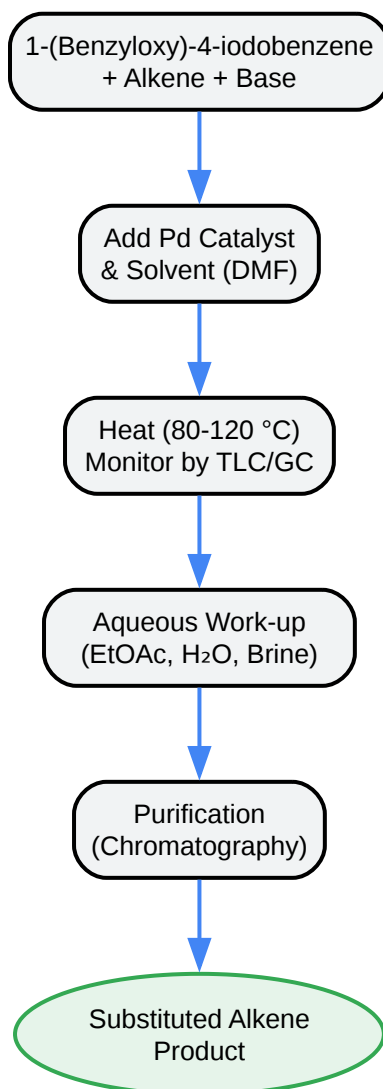 1-(Benzyloxy)-4-iodobenzene
+ Alkene + Base
Add Pd Catalyst
& Solvent (DMF)
Heat (80-120 °C)
Monitor by TLC/GC
Aqueous Work-up
(EtOAc, H₂O, Brine)
Purification
(Chromatography)
Substituted Alkene
Product